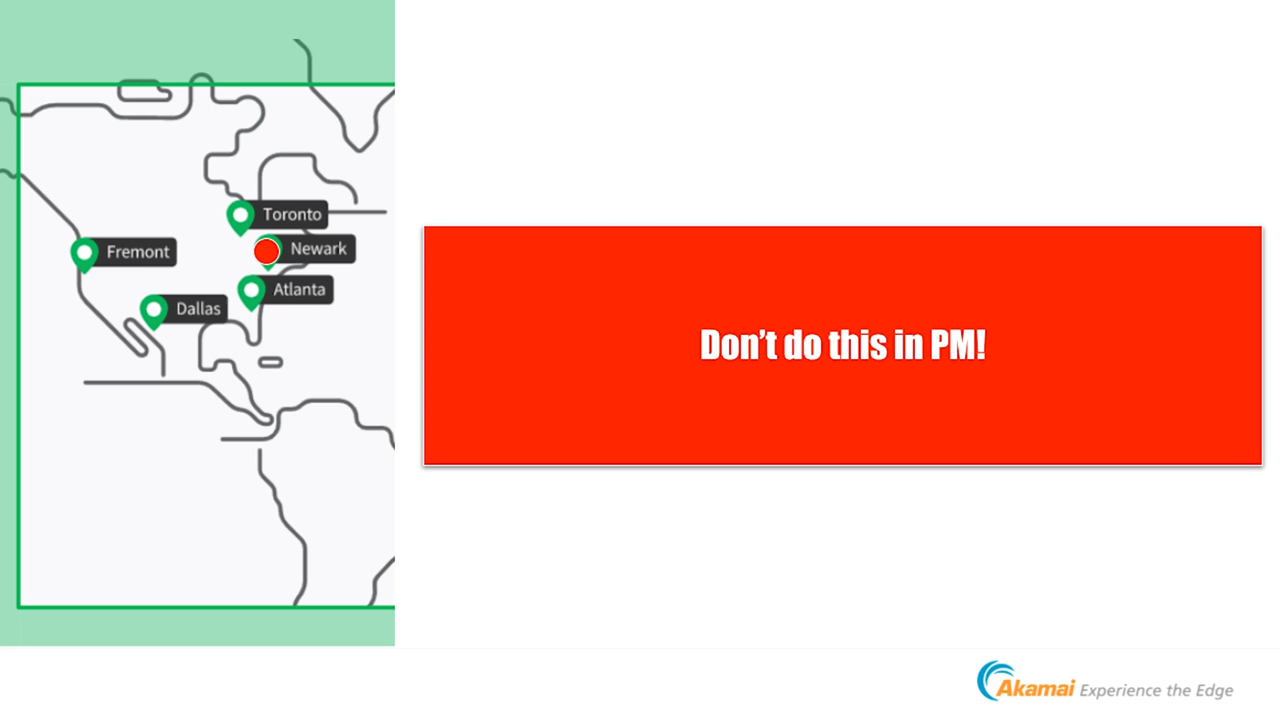 Toronto
Newark
Fremont
Atlanta
Dallas
Don’t do this in PM!
Akamai Experience the Edge